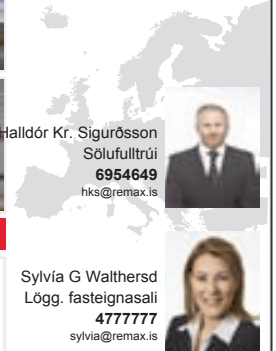 Halldór Kr. Sigurðsson
Sölufulltrúi
6954649
hks@remax.is
Sylvía G Walthersd
Lögg. fasteignasali
4777777
sylvia@remax.is